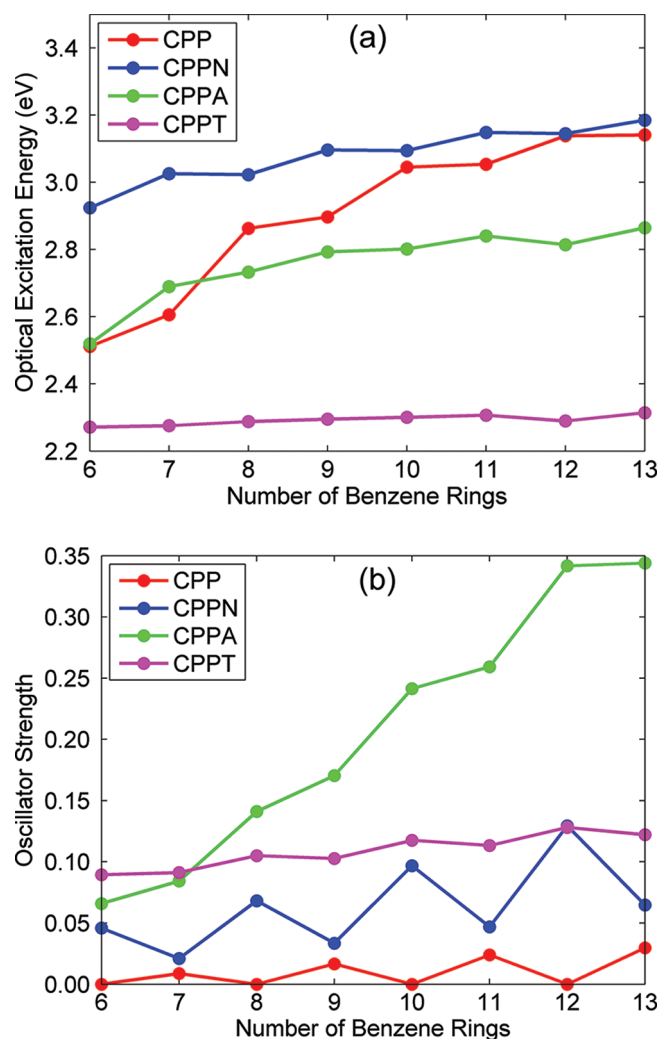 (a)
CPP
CPPN
CPPA
CPPT
Optical Excitation Energy (eV)
3.4
3.2
3.0
2.8
2.6
2.4
2.2
6 7 8 9 10 11 12 13
Number of Benzene Rings
(b)
CPP
CPPN
CPPA
CPPT
Oscillator Strength
0.35
0.30
0.25
0.20
0.15
0.10
0.05
0.00
6 7 8 9 10 11 12 13
Number of Benzene Rings